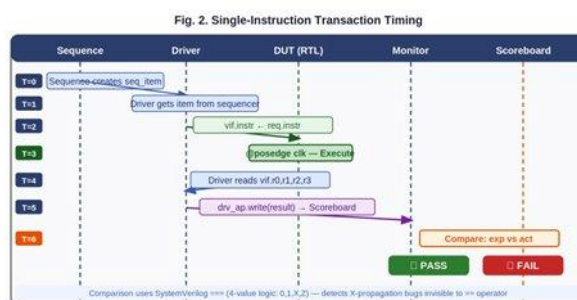 Fig. 2. Single-Instruction Transaction Timing
Sequence Driver DUT (RTL) Monitor Scoreboard
T=0 Sequence creates seq_item
T=1 Driver gets item from sequencer
T=2 vif.instr ← req.instr
T=3 @posedge clk — Execute
T=4 Driver reads vif.r0,r1,r2,r3
T=5 drv_ap.write(result) → Scoreboard
T=6 Compare: exp vs act
PASS FAIL
Comparison uses SystemVerilog === (4-value logic: 0,1,X,Z) — detects X-propagation bugs invisible to == operator